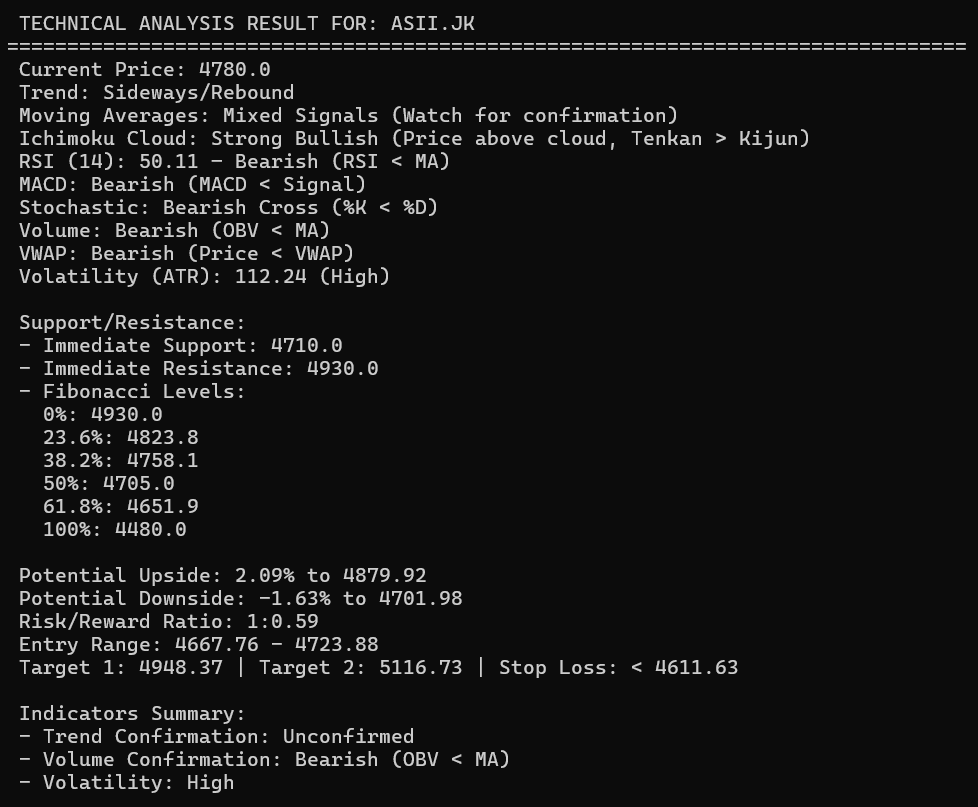 TECHNICAL ANALYSIS RESULT FOR: ASII.JK
================================================================================
Current Price: 4780.0
Trend: Sideways/Rebound
Moving Averages: Mixed Signals (Watch for confirmation)
Ichimoku Cloud: Strong Bullish (Price above cloud, Tenkan > Kijun)
RSI (14): 50.11 - Bearish (RSI < MA)
MACD: Bearish (MACD < Signal)
Stochastic: Bearish Cross (%K < %D)
Volume: Bearish (OBV < MA)
VWAP: Bearish (Price < VWAP)
Volatility (ATR): 112.24 (High)

Support/Resistance:
- Immediate Support: 4710.0
- Immediate Resistance: 4930.0
- Fibonacci Levels:
  0%: 4930.0
  23.6%: 4823.8
  38.2%: 4758.1
  50%: 4705.0
  61.8%: 4651.9
  100%: 4480.0

Potential Upside: 2.09% to 4879.92
Potential Downside: -1.63% to 4701.98
Risk/Reward Ratio: 1:0.59
Entry Range: 4667.76 - 4723.88
Target 1: 4948.37 | Target 2: 5116.73 | Stop Loss: < 4611.63

Indicators Summary:
- Trend Confirmation: Unconfirmed
- Volume Confirmation: Bearish (OBV < MA)
- Volatility: High